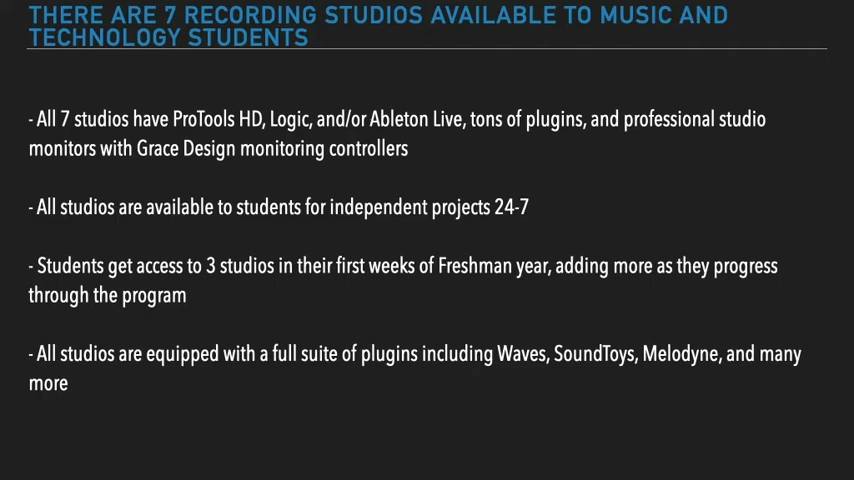 THERE ARE 7 RECORDING STUDIOS AVAILABLE TO MUSIC AND
TECHNOLOGY STUDENTS
- All 7 studios have ProTools HD, Logic, and/or Ableton Live, tons of plugins, and professional studio
monitors with Grace Design monitoring controllers
- All studios are available to students for independent projects 24-7
- Students get access to 3 studios in their first weeks of Freshman year, adding more as they progress
through the program
- All studios are equipped with a full suite of plugins including Waves, SoundToys, Melodyne, and many
more